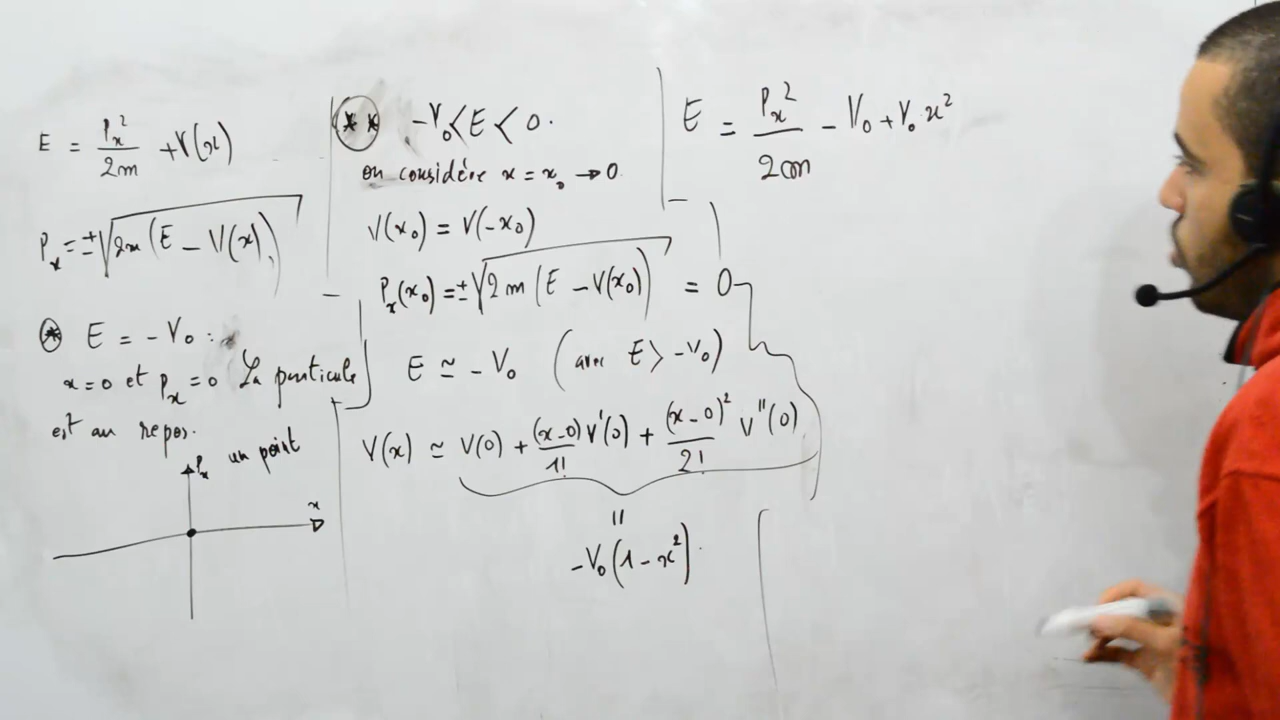 E = Px²/2m + V(x)
Px = ±√2m(E − V(x))
* E = −V₀ :
x=0 et Px=0 La particule
est au repos.
un point
Px
x
** −V₀ < E < 0.
on considère x = x₀ → 0
V(x₀) = V(−x₀)
Px(x₀) = ±√2m(E − V(x₀)) = 0
E ≃ −V₀ (avec E > −V₀)
V(x) ≃ V(0) + (x−0)/1! V'(0) + (x−0)²/2! V''(0)
=
−V₀(1 − x²).
E = Px²/2m − V₀ + V₀ x²